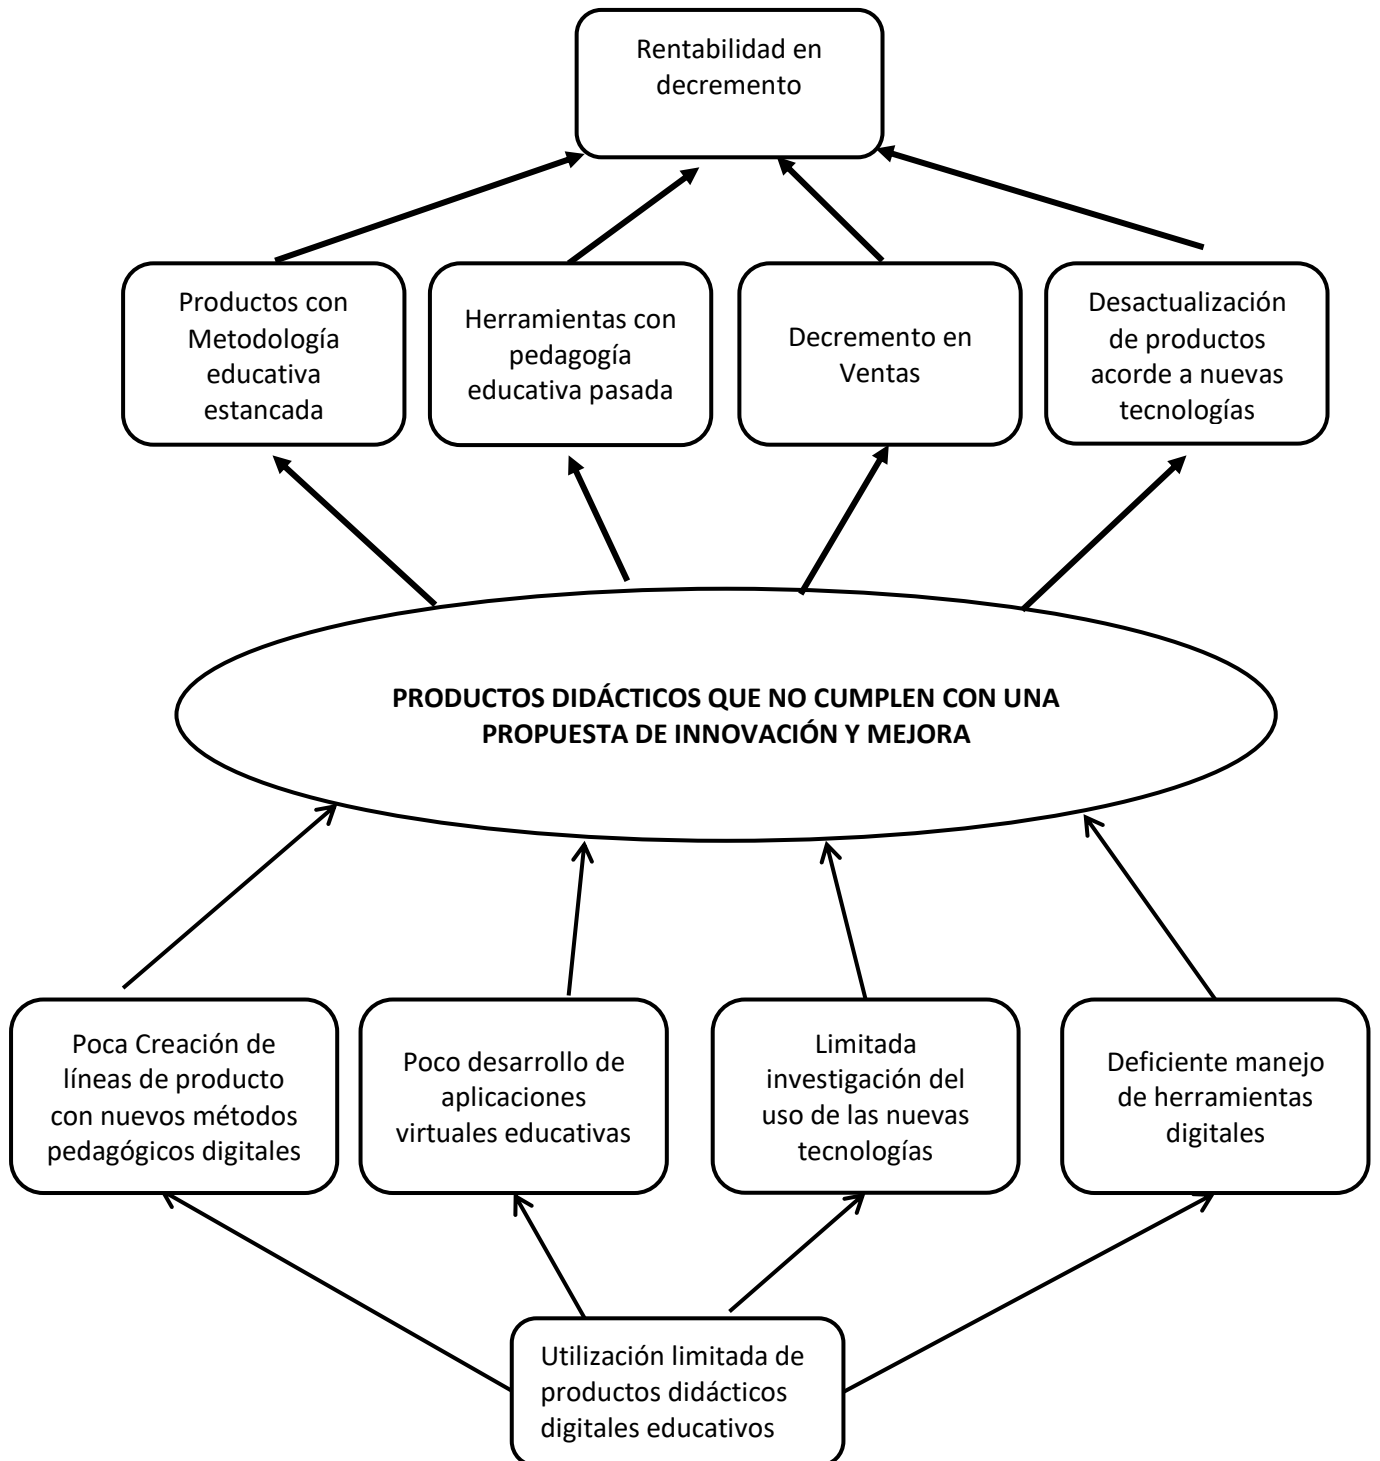 Rentabilidad en
decremento
Productos con
Metodología
educativa
estancada
Herramientas con
pedagogía
educativa pasada
Decremento en
Ventas
Desactualización
de productos
acorde a nuevas
tecnologías
PRODUCTOS DIDÁCTICOS QUE NO CUMPLEN CON UNA
PROPUESTA DE INNOVACIÓN Y MEJORA
Poca Creación de
líneas de producto
con nuevos métodos
pedagógicos digitales
Poco desarrollo de
aplicaciones
virtuales educativas
Limitada
investigación del
uso de las nuevas
tecnologías
Deficiente manejo
de herramientas
digitales
Utilización limitada de
productos didácticos
digitales educativos